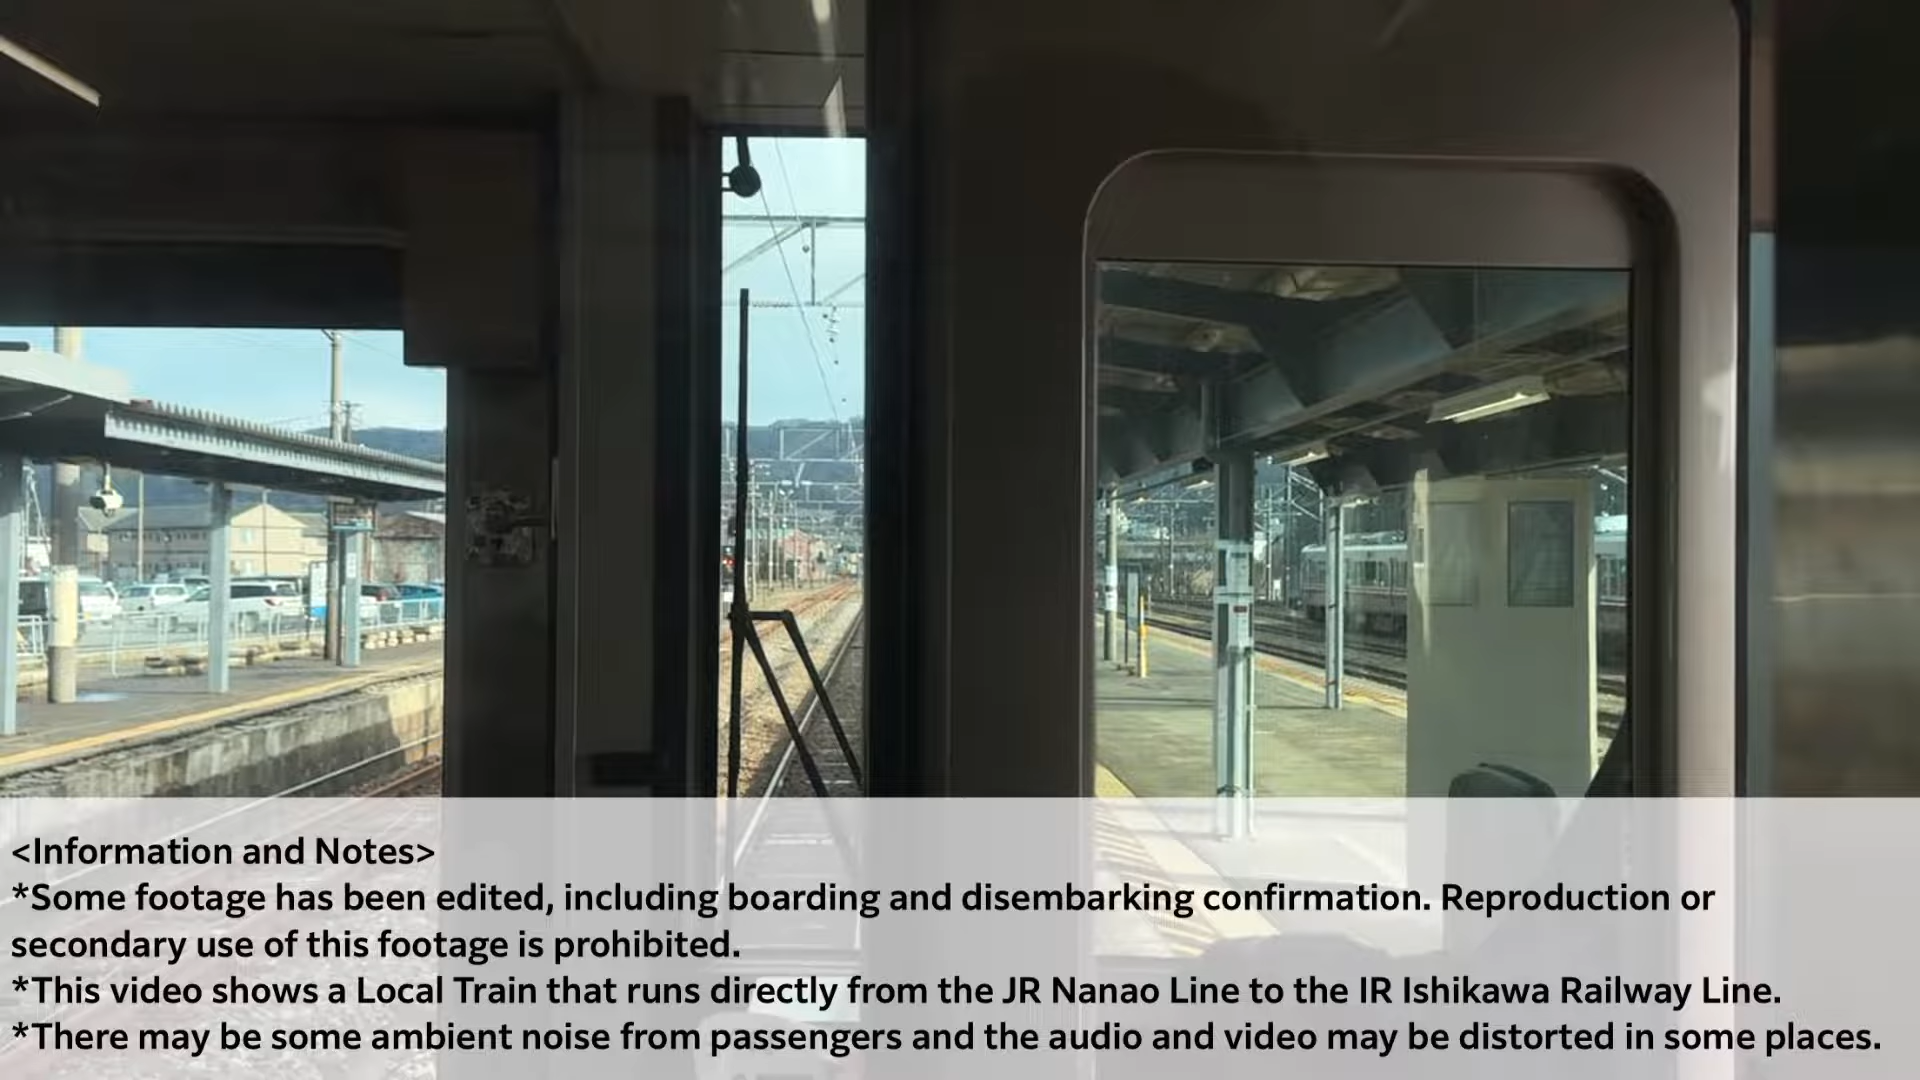 <Information and Notes>
*Some footage has been edited, including boarding and disembarking confirmation. Reproduction or
secondary use of this footage is prohibited.
*This video shows a Local Train that runs directly from the JR Nanao Line to the IR Ishikawa Railway Line.
*There may be some ambient noise from passengers and the audio and video may be distorted in some places.